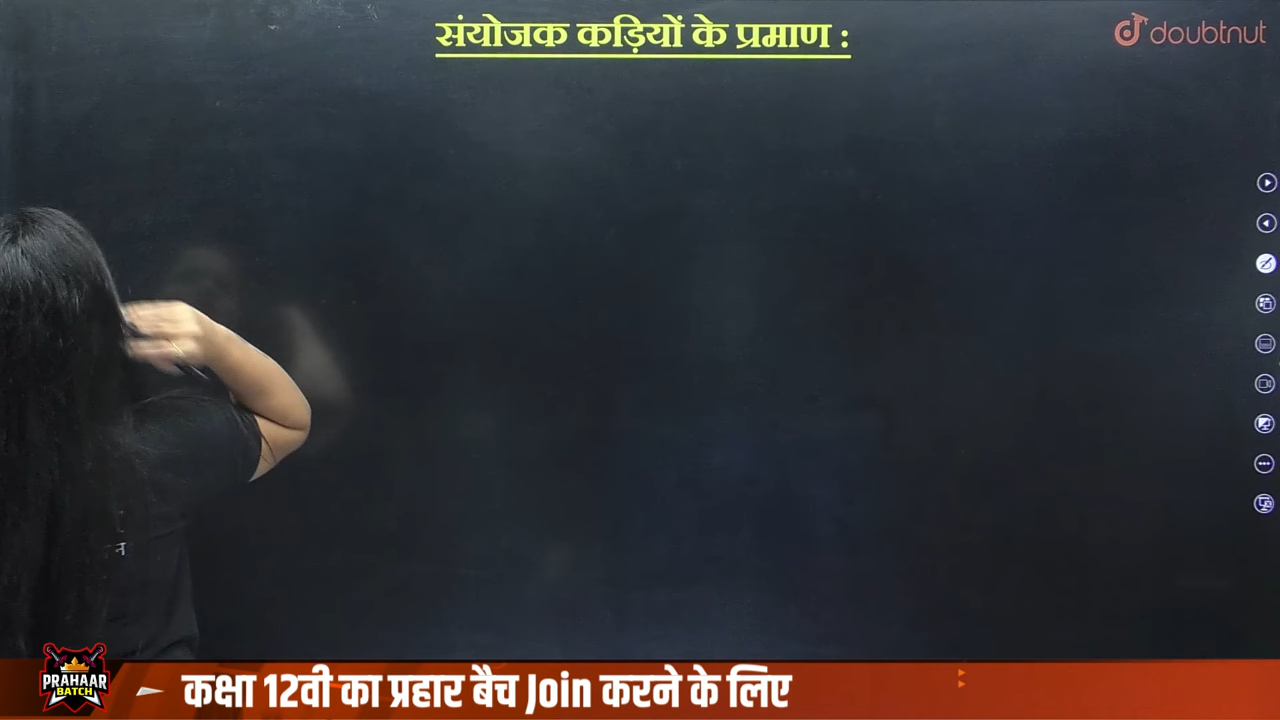 संयोजक कड़ियों के प्रमाण :
doubtnut
न
PRAHAAR
BATCH
कक्षा 12वी का प्रहार बैच Join करने के लिए